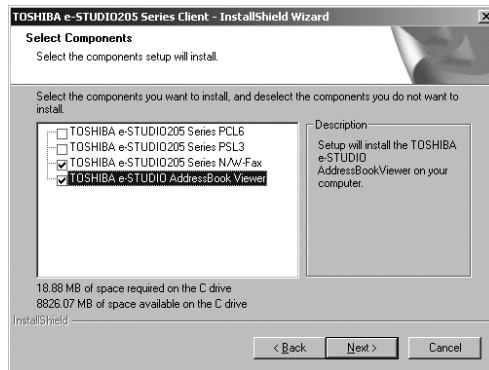 TOSHIBA e-STUDIO205 Series Client - InstallShield Wizard
Select Components
Select the components setup will install.
Select the components you want to install, and deselect the components you do not want to
install.
TOSHIBA e-STUDIO205 Series PCL6
TOSHIBA e-STUDIO205 Series PSL3
TOSHIBA e-STUDIO205 Series N/W-Fax
TOSHIBA e-STUDIO AddressBook Viewer
Description
Setup will install the TOSHIBA
e-STUDIO
AddressBookViewer on your
computer.
18.88 MB of space required on the C drive
8826.07 MB of space available on the C drive
InstallShield
< Back
Next >
Cancel